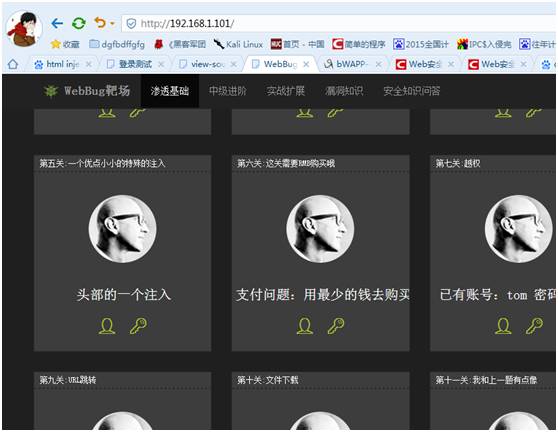 http://192.168.1.101/
收藏 dgfbdffgfg 《黑客军团 Kali Linux 首页 - 中国 简单的程序 2015全国计 IPC$入侵完 往年计
html inje 登录测试 view-sou WebBug bWAPP- Web安全 Web安全
WebBug靶场 渗透基础 中级进阶 实战扩展 漏洞知识 安全知识问答
第五关:一个优点小小的特殊的注入 第六关:这关需要RMB购买哦 第七关:越权
头部的一个注入 支付问题：用最少的钱去购买 已有账号：tom 密码
第九关:URL跳转 第十关:文件下载 第十一关:我和上一题有点像